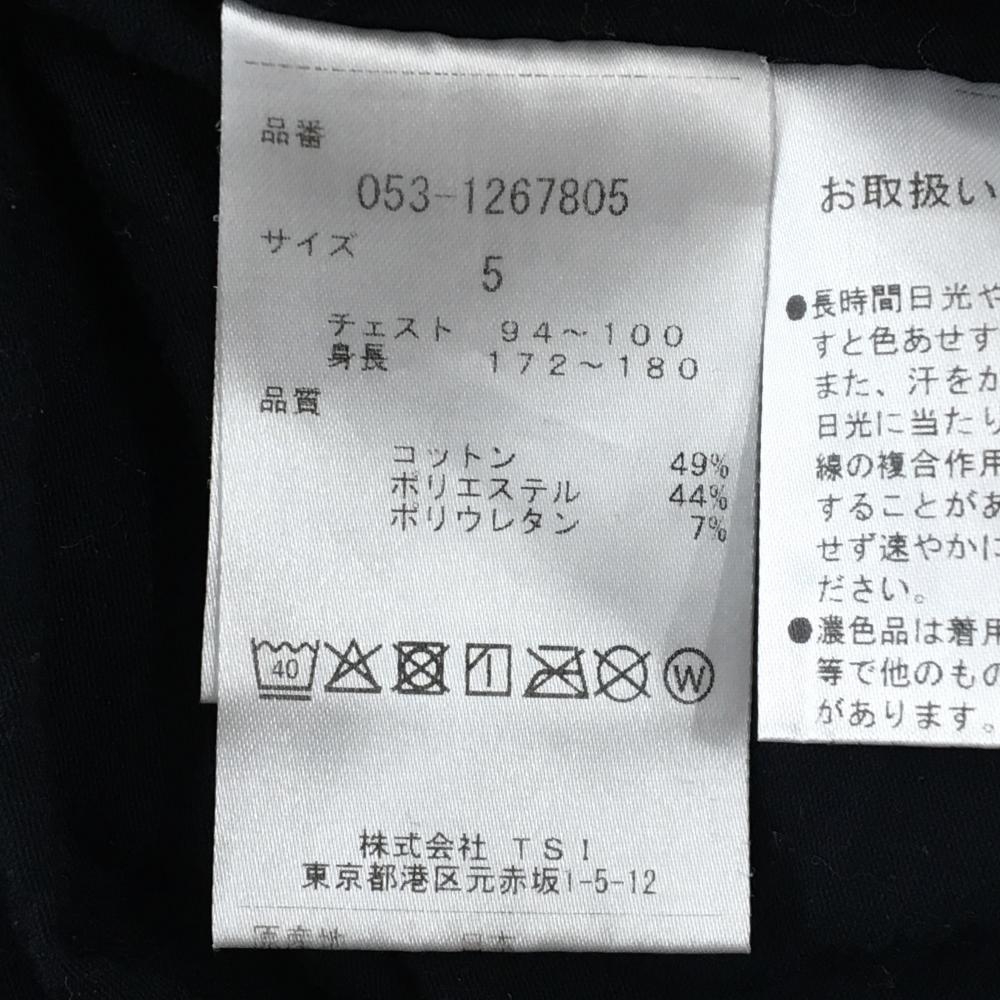 品番
053-1267805
サイズ
5
チェスト 94～100
身長 172～180
品質
コットン 49%
ポリエステル 44%
ポリウレタン 7%
40
W
株式会社 TSI
東京都港区元赤坂1-5-12
原産地 日本
お取扱い
●長時間日光や
すと色あせす
また、汗をか
日光に当たり
線の複合作用
することがあ
せず速やかに
ださい。
●濃色品は着用
等で他のもの
があります。